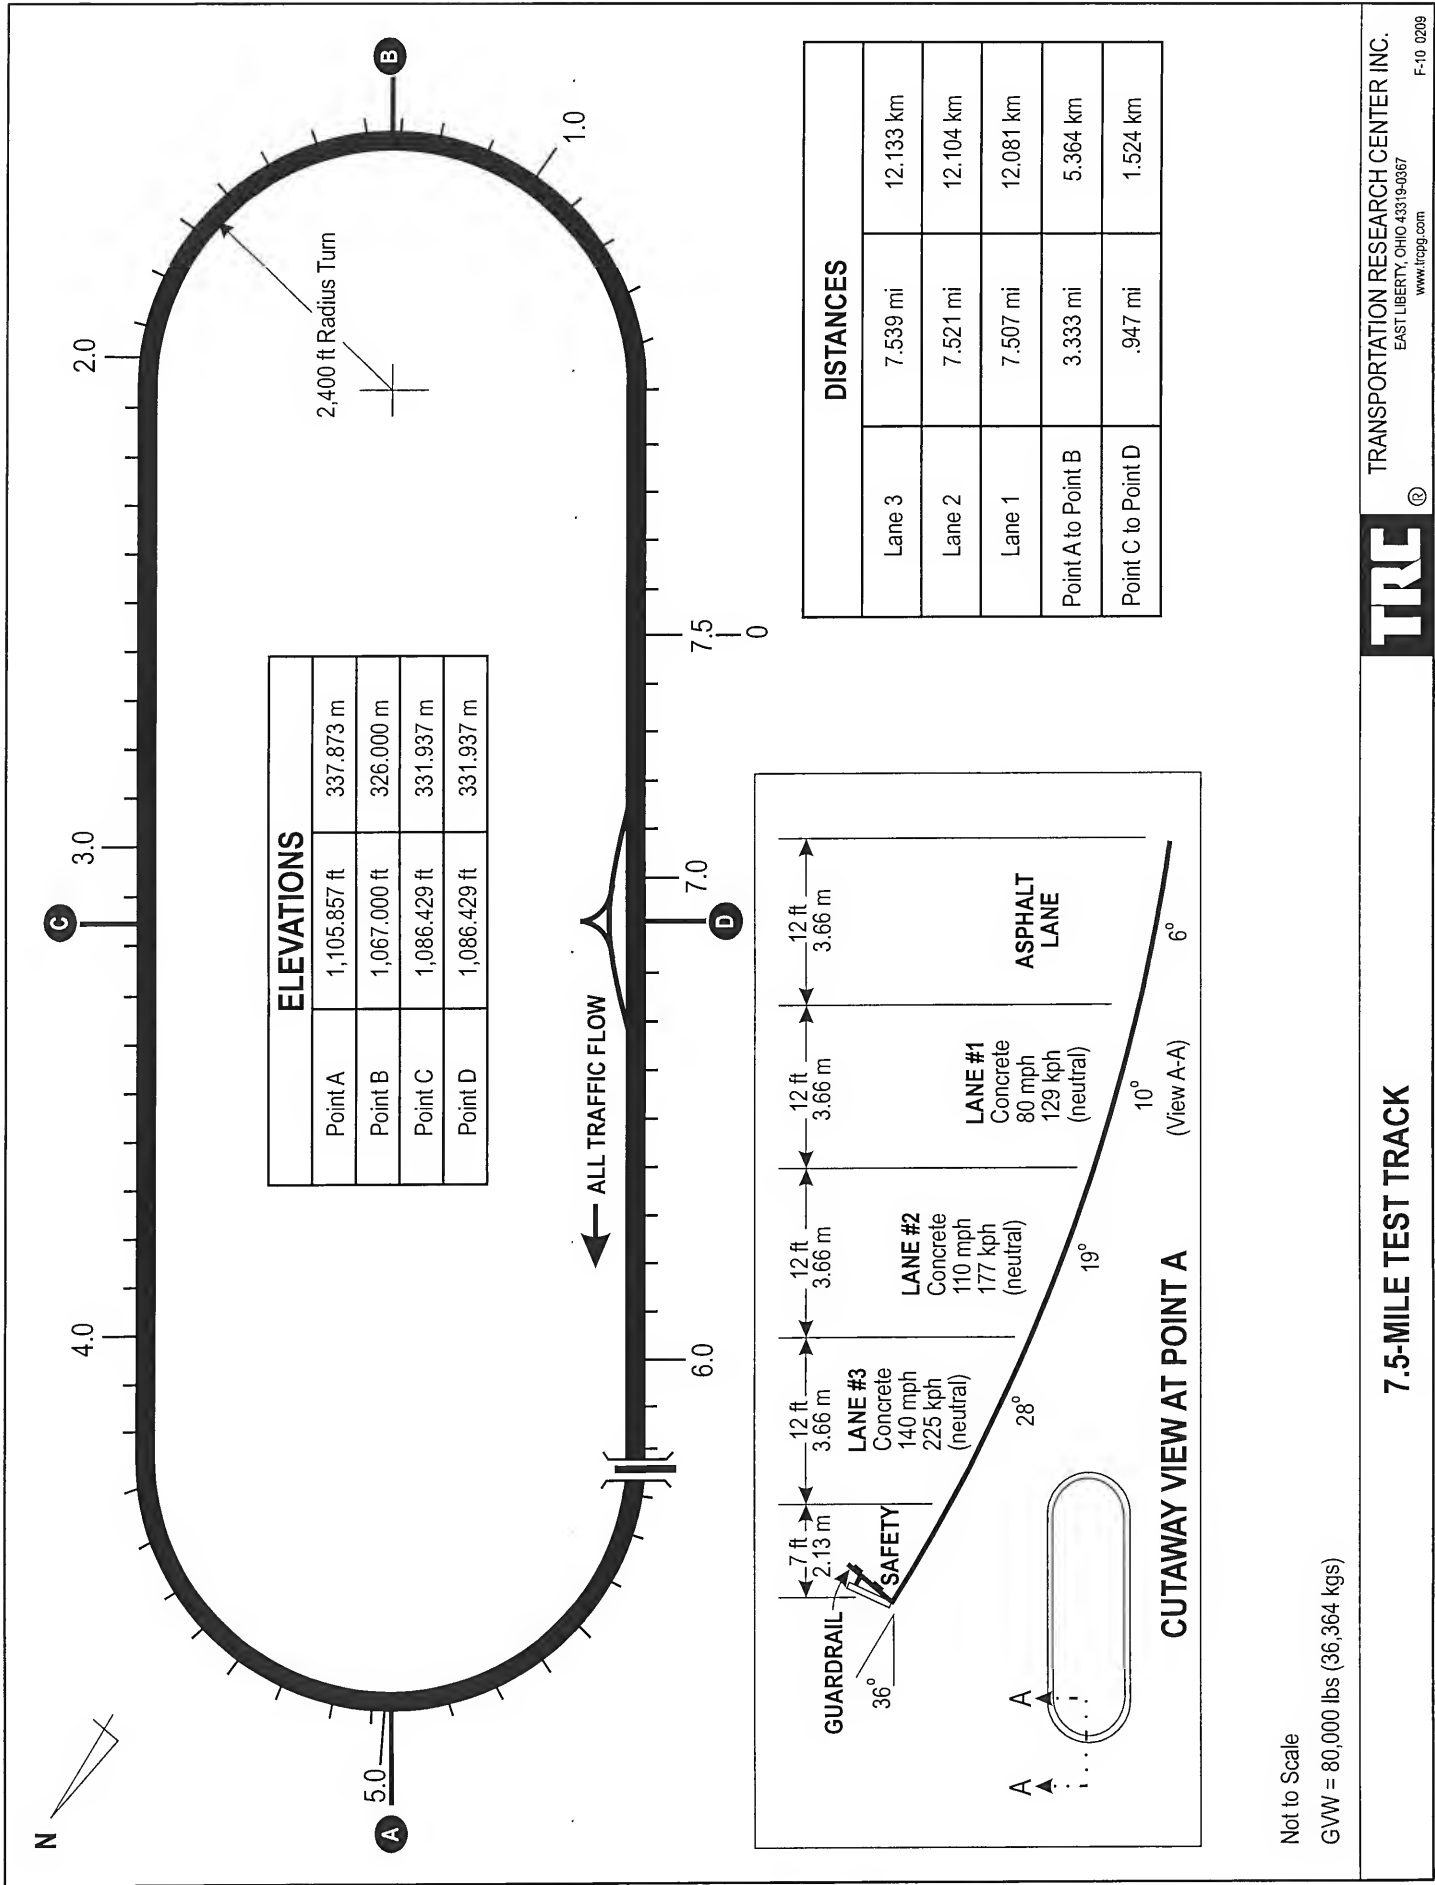 N
A
5.0
4.0
C
3.0
2.0
B
1.0
2,400 ft Radius Turn
ELEVATIONS
Point A 1,105.857 ft 337.873 m
Point B 1,067.000 ft 326.000 m
Point C 1,086.429 ft 331.937 m
Point D 1,086.429 ft 331.937 m
ALL TRAFFIC FLOW
6.0
D
7.0
7.5
0
GUARDRAIL
36°
SAFETY
7 ft
2.13 m
12 ft
3.66 m
LANE #3
Concrete
140 mph
225 kph
(neutral)
28°
12 ft
3.66 m
LANE #2
Concrete
110 mph
177 kph
(neutral)
19°
12 ft
3.66 m
LANE #1
Concrete
80 mph
129 kph
(neutral)
10°
(View A-A)
12 ft
3.66 m
ASPHALT
LANE
6°
A
A
CUTAWAY VIEW AT POINT A
DISTANCES
Lane 3 7.539 mi 12.133 km
Lane 2 7.521 mi 12.104 km
Lane 1 7.507 mi 12.081 km
Point A to Point B 3.333 mi 5.364 km
Point C to Point D .947 mi 1.524 km
Not to Scale
GVW = 80,000 lbs (36,364 kgs)
7.5-MILE TEST TRACK
TRC ®
TRANSPORTATION RESEARCH CENTER INC.
EAST LIBERTY, OHIO 43319-0367
www.trcpg.com
F-10 0209